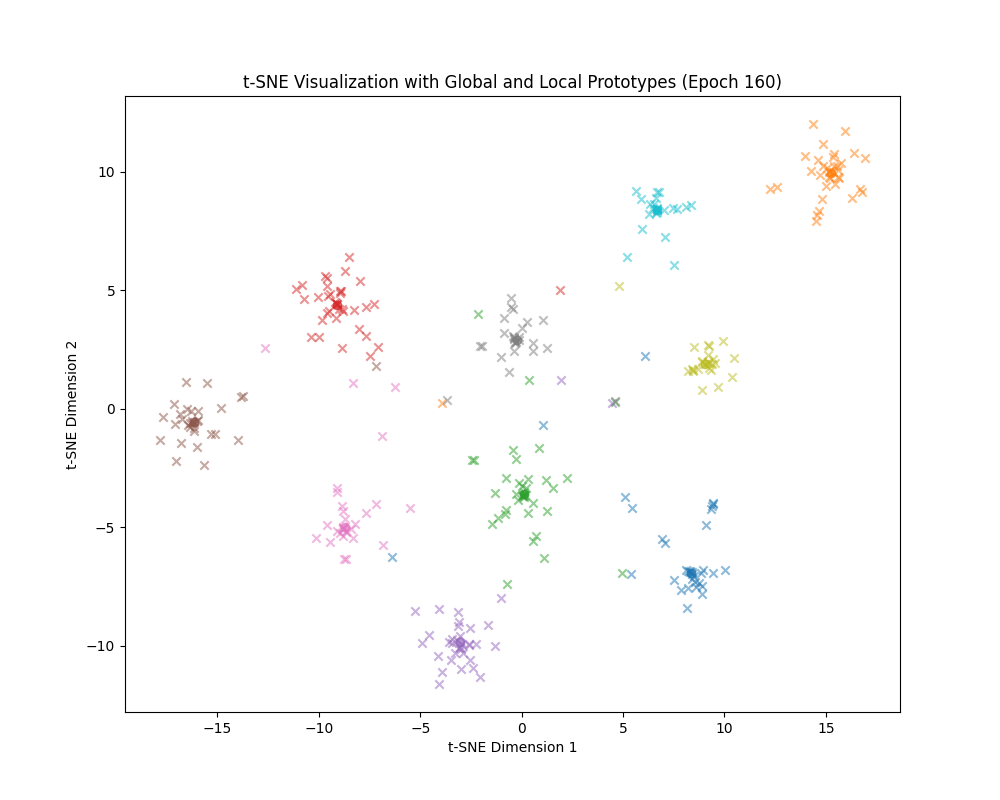 t-SNE Visualization with Global and Local Prototypes (Epoch 160)
10
5
0
−5
−10
t-SNE Dimension 2
−15 −10 −5 0 5 10 15
t-SNE Dimension 1